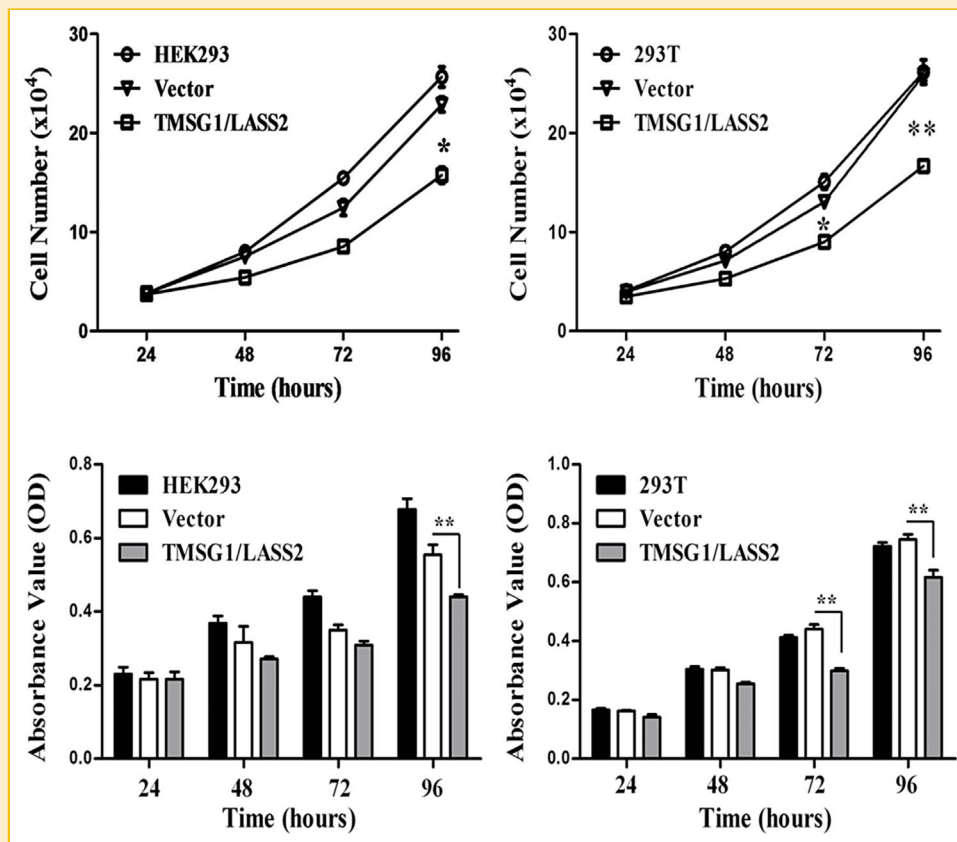 Cell Number (x10⁴)
30
20
10
0
HEK293
Vector
TMSG1/LASS2
*
24 48 72 96
Time (hours)
Cell Number (x10⁴)
30
20
10
0
293T
Vector
TMSG1/LASS2
*
**
24 48 72 96
Time (hours)
Absorbance Value (OD)
0.8
0.6
0.4
0.2
0.0
HEK293
Vector
TMSG1/LASS2
**
24 48 72 96
Time (hours)
Absorbance Value (OD)
1.0
0.8
0.6
0.4
0.2
0.0
293T
Vector
TMSG1/LASS2
**
**
24 48 72 96
Time (hours)